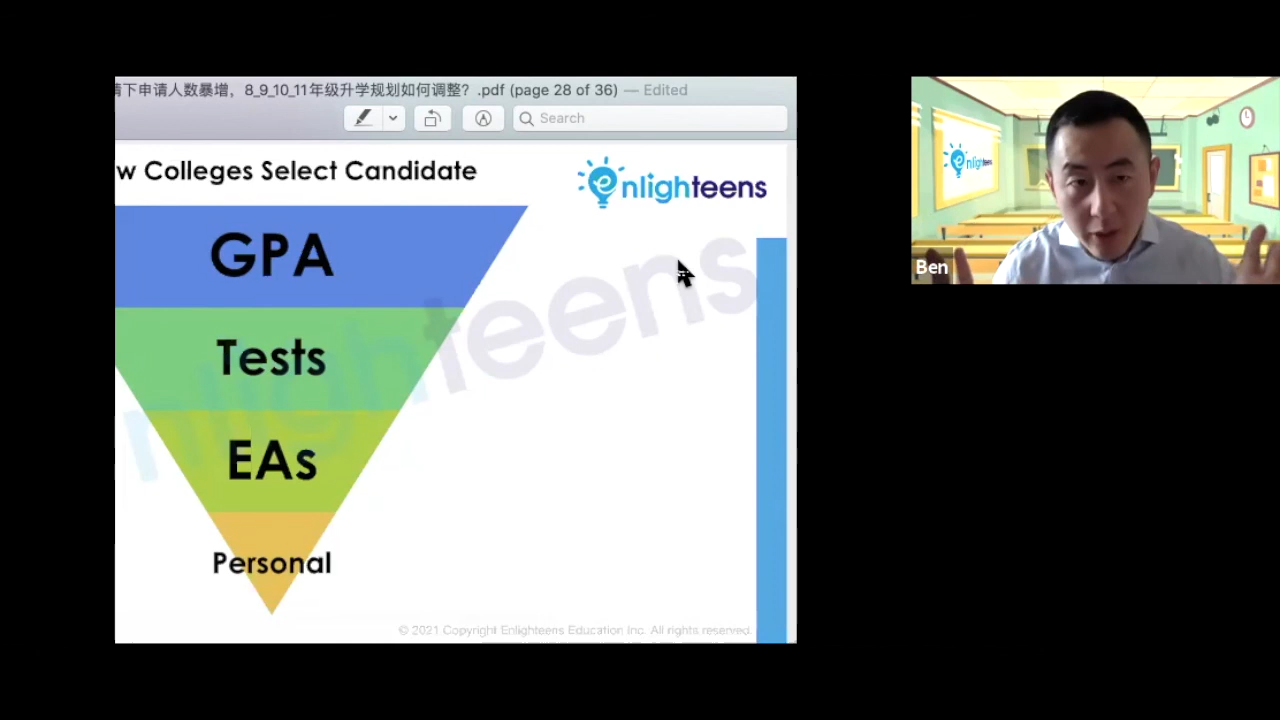 情下申请人数暴增，8_9_10_11年级升学规划如何调整？.pdf (page 28 of 36) — Edited
Search
w Colleges Select Candidate
enlighteens
GPA
Tests
EAs
Personal
nlighteens
© 2021 Copyright Enlighteens Education Inc. All rights reserved.
enlighteens
Ben